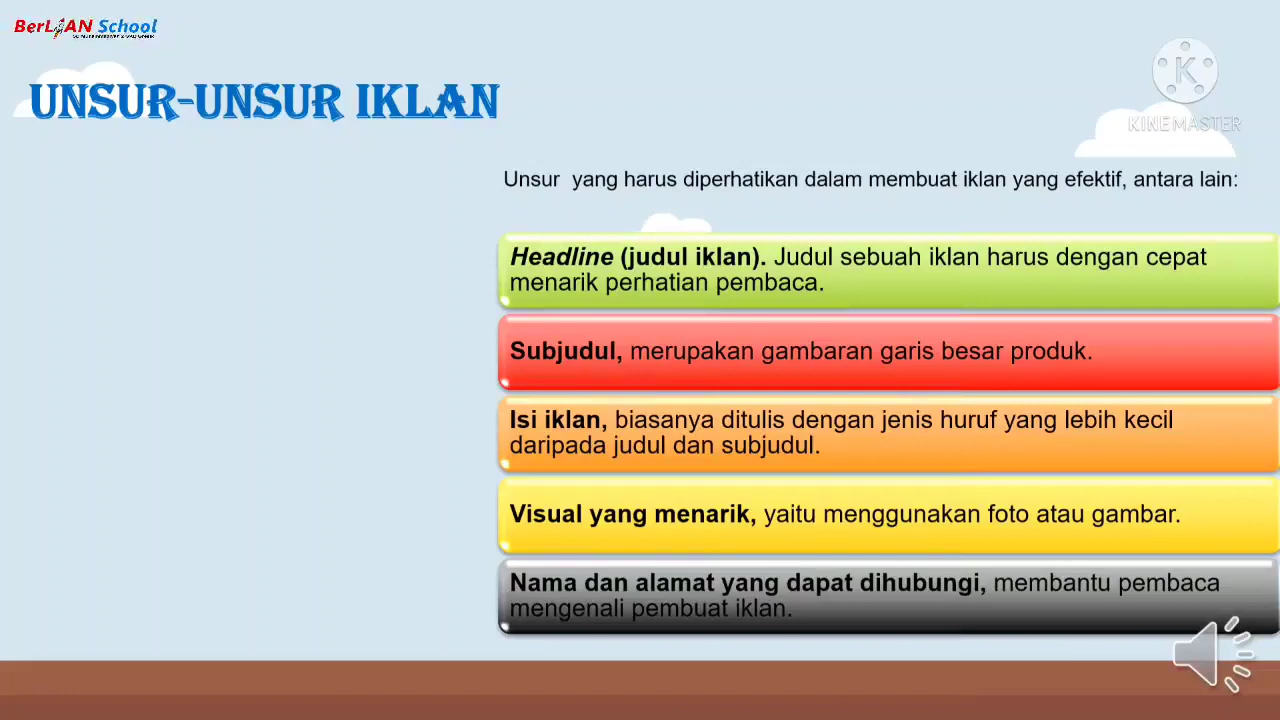 BerLIAN School
UNSUR-UNSUR IKLAN
KINEMASTER
Unsur yang harus diperhatikan dalam membuat iklan yang efektif, antara lain:
Headline (judul iklan). Judul sebuah iklan harus dengan cepat
menarik perhatian pembaca.
Subjudul, merupakan gambaran garis besar produk.
Isi iklan, biasanya ditulis dengan jenis huruf yang lebih kecil
daripada judul dan subjudul.
Visual yang menarik, yaitu menggunakan foto atau gambar.
Nama dan alamat yang dapat dihubungi, membantu pembaca
mengenali pembuat iklan.